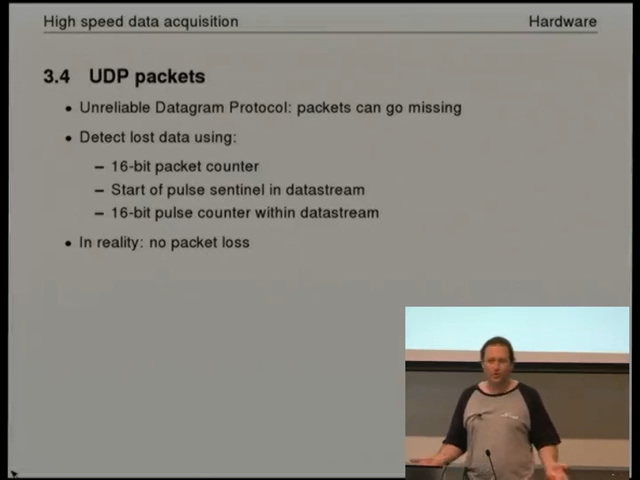 High speed data acquisition Hardware
3.4 UDP packets
• Unreliable Datagram Protocol: packets can go missing
• Detect lost data using:
– 16-bit packet counter
– Start of pulse sentinel in datastream
– 16-bit pulse counter within datastream
• In reality: no packet loss